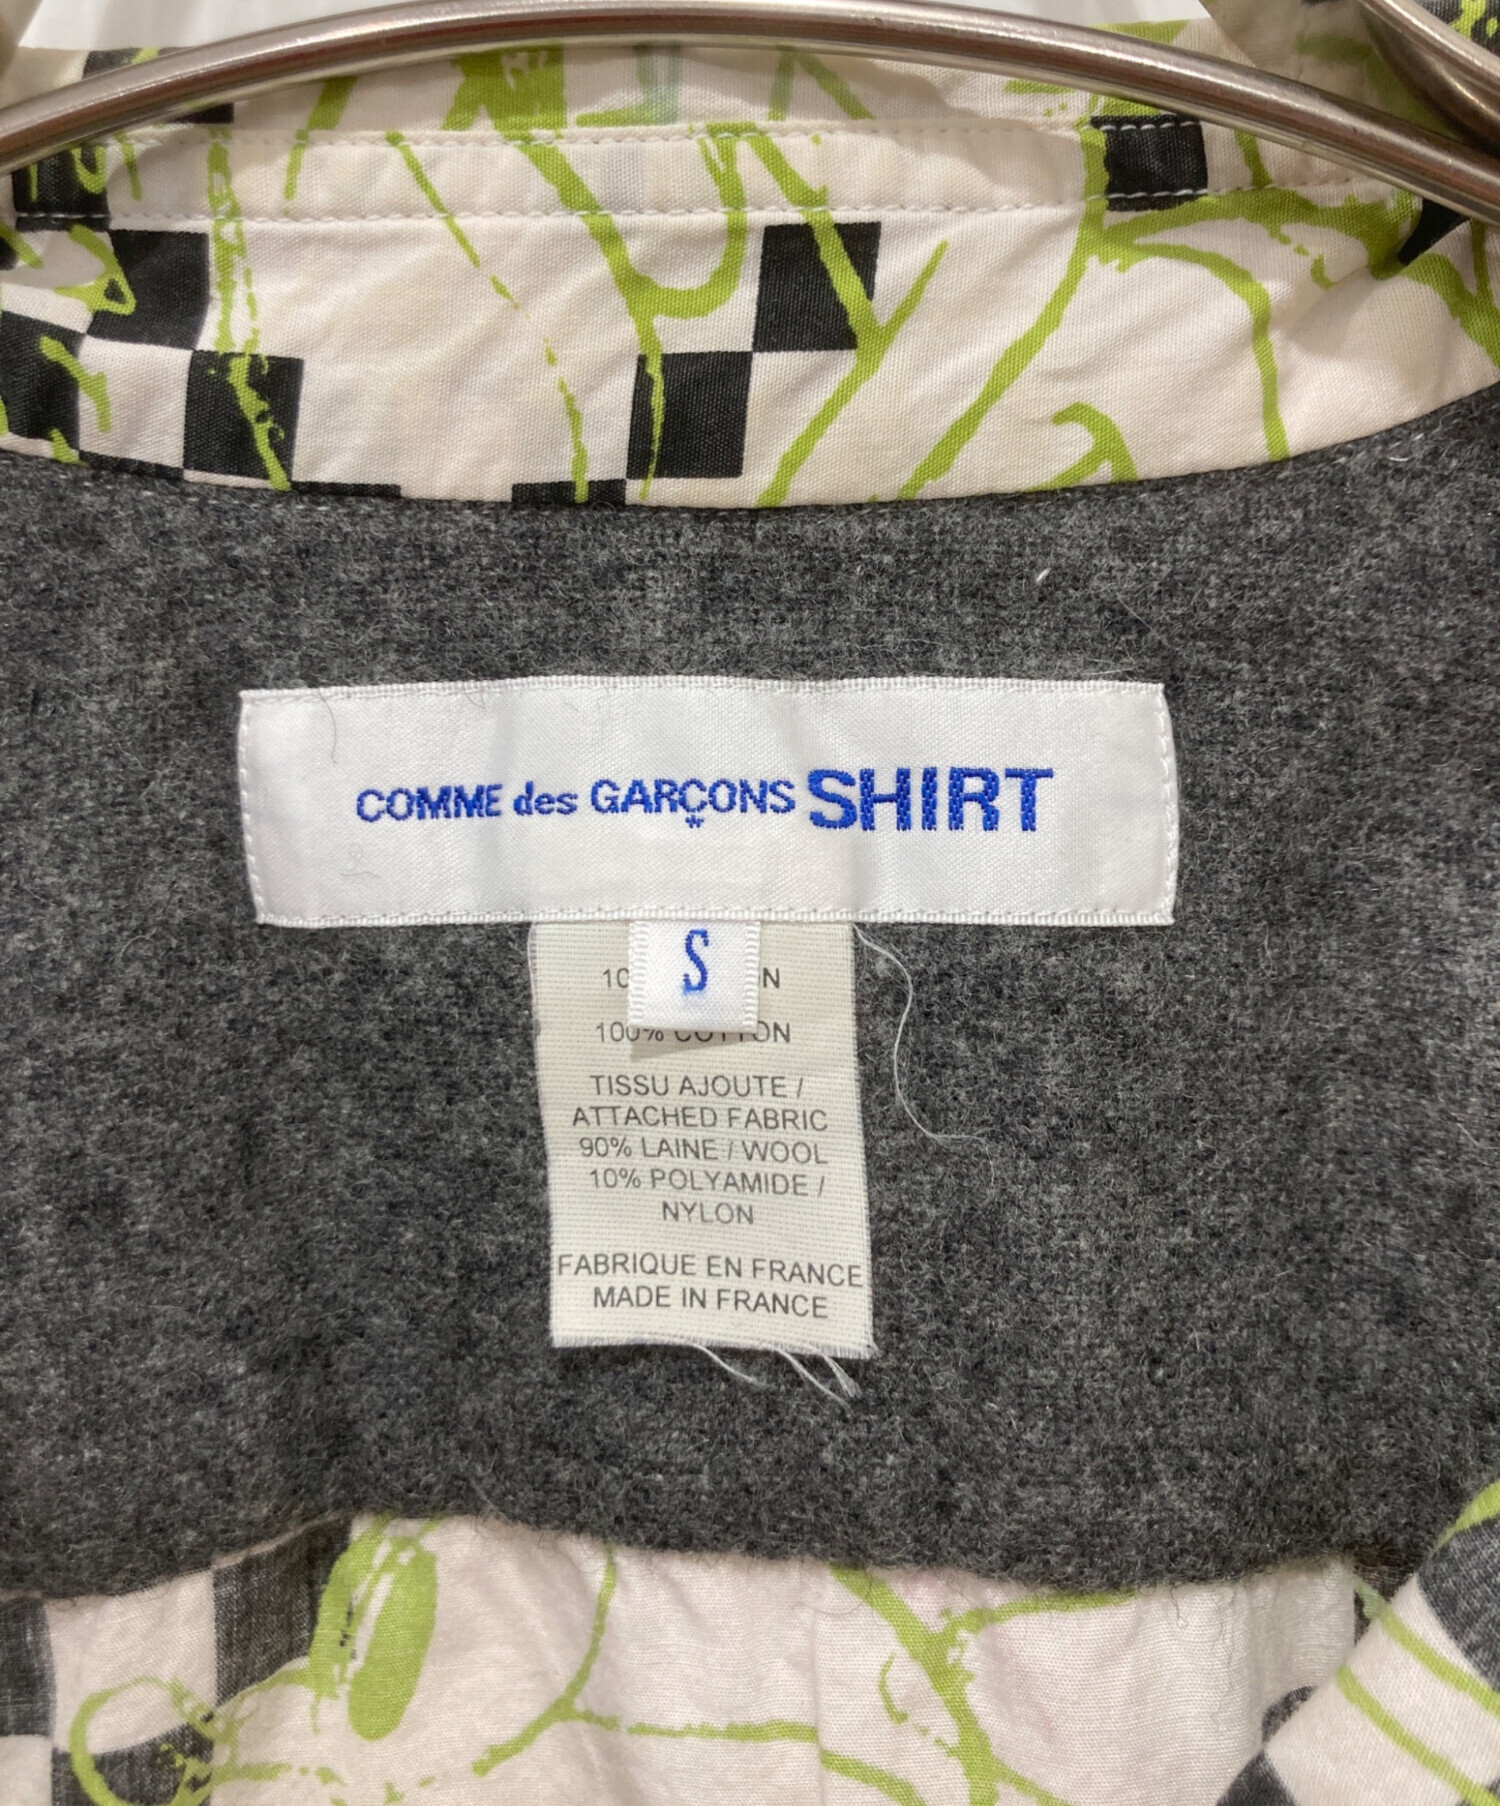 COMME des GARÇONS SHIRT
S
100% COTTON
TISSU AJOUTE /
ATTACHED FABRIC
90% LAINE / WOOL
10% POLYAMIDE /
NYLON
FABRIQUE EN FRANCE
MADE IN FRANCE